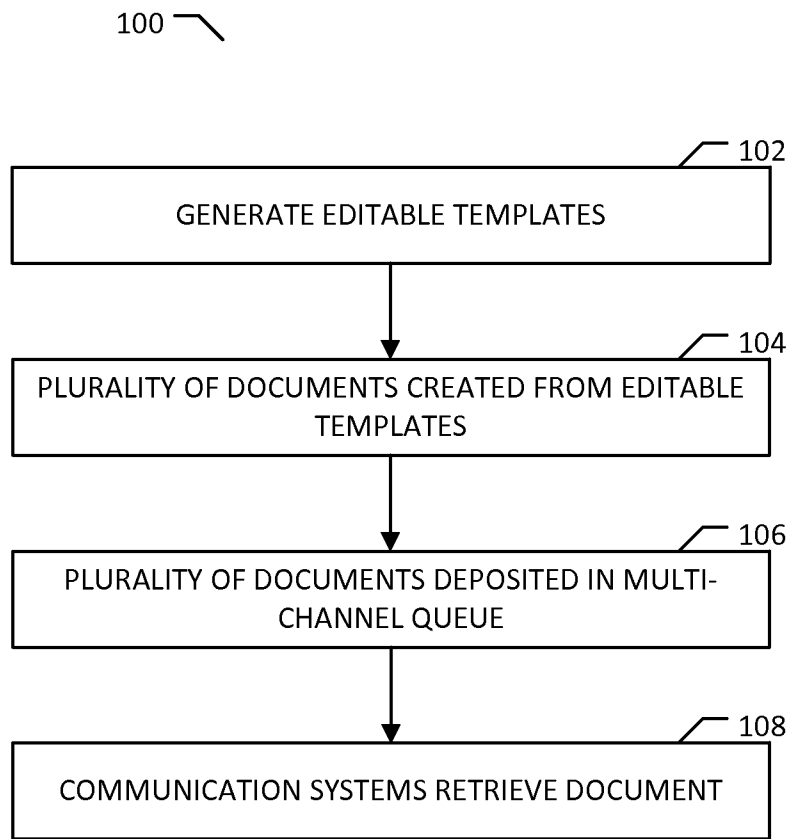 100
102
GENERATE EDITABLE TEMPLATES
104
PLURALITY OF DOCUMENTS CREATED FROM EDITABLE
TEMPLATES
106
PLURALITY OF DOCUMENTS DEPOSITED IN MULTI-
CHANNEL QUEUE
108
COMMUNICATION SYSTEMS RETRIEVE DOCUMENT